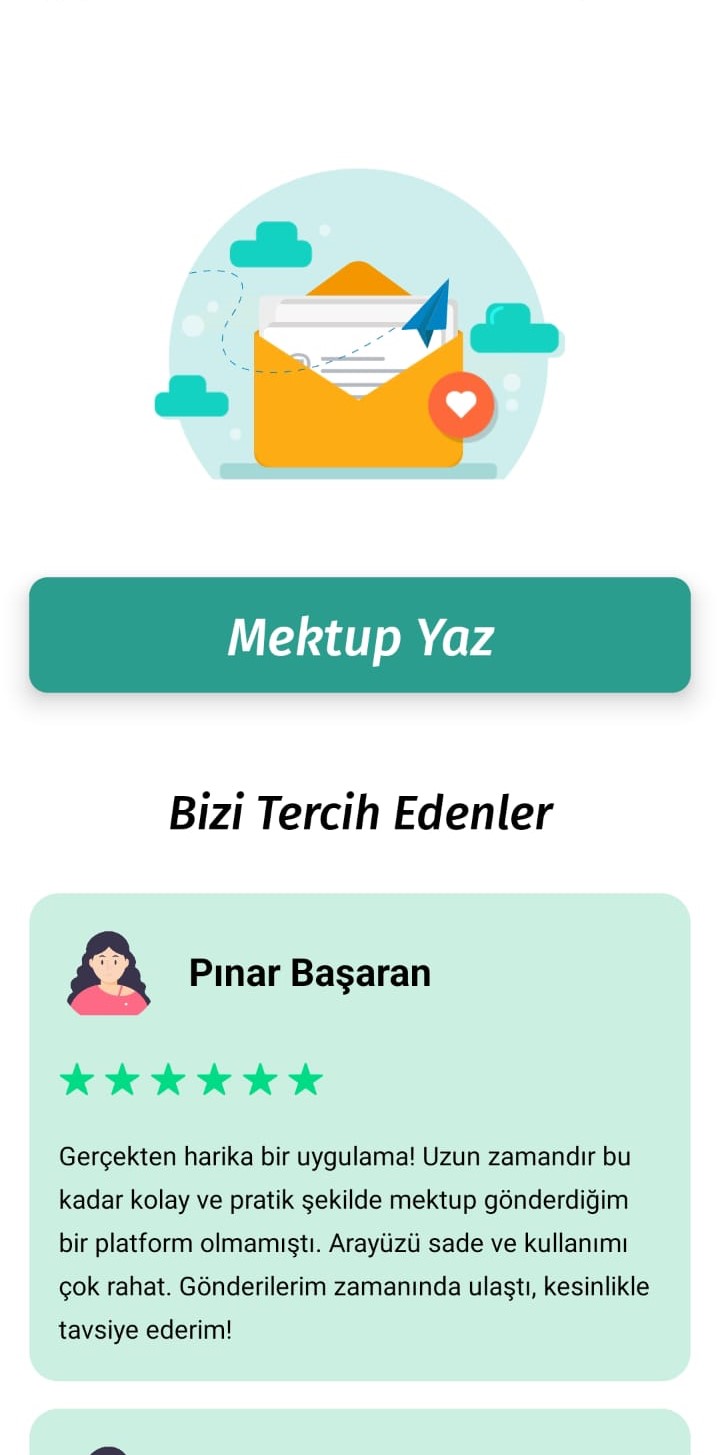 Mektup Yaz
Bizi Tercih Edenler
Pınar Başaran
Gerçekten harika bir uygulama! Uzun zamandır bu
kadar kolay ve pratik şekilde mektup gönderdiğim
bir platform olmamıştı. Arayüzü sade ve kullanımı
çok rahat. Gönderilerim zamanında ulaştı, kesinlikle
tavsiye ederim!